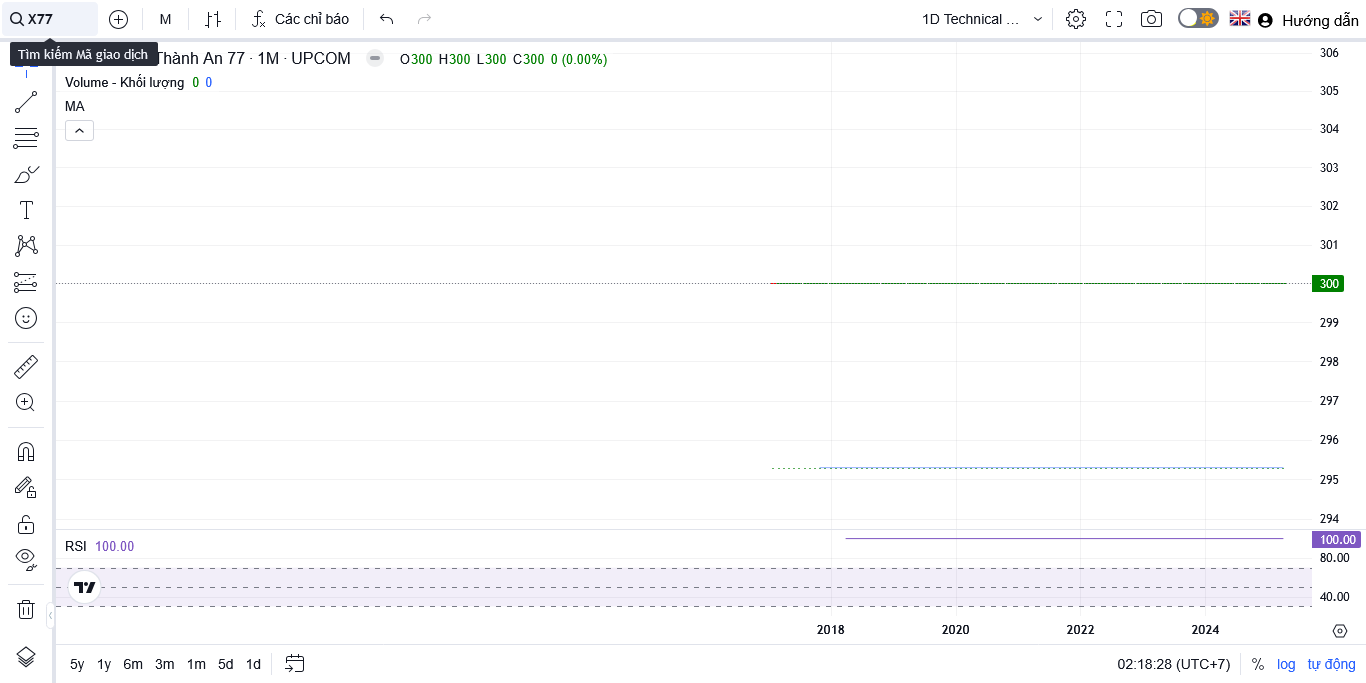 X77
M
Các chỉ báo
1D Technical ...
Hướng dẫn
Tìm kiếm Mã giao dịch
Thành An 77 · 1M · UPCOM
O300 H300 L300 C300 0 (0.00%)
Volume - Khối lượng 0 0
MA
306
305
304
303
302
301
300
299
298
297
296
295
294
RSI 100.00
100.00
80.00
40.00
2018 2020 2022 2024
5y 1y 6m 3m 1m 5d 1d
02:18:28 (UTC+7)
% log tự động